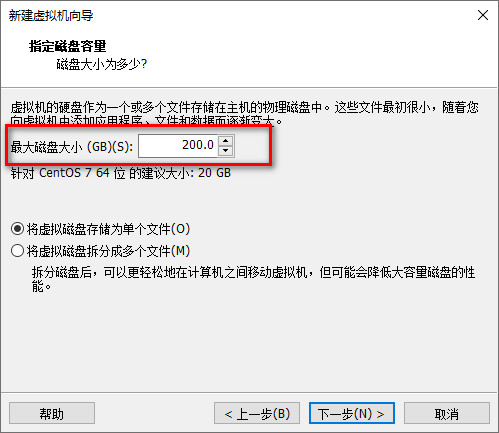 新建虚拟机向导
指定磁盘容量
磁盘大小为多少?
虚拟机的硬盘作为一个或多个文件存储在主机的物理磁盘中。这些文件最初很小，随着您
向虚拟机中添加应用程序、文件和数据而逐渐变大。
最大磁盘大小 (GB)(S): 200.0
针对 CentOS 7 64 位 的建议大小: 20 GB
将虚拟磁盘存储为单个文件(O)
将虚拟磁盘拆分成多个文件(M)
拆分磁盘后，可以更轻松地在计算机之间移动虚拟机，但可能会降低大容量磁盘的性
能。
帮助 < 上一步(B) 下一步(N) > 取消